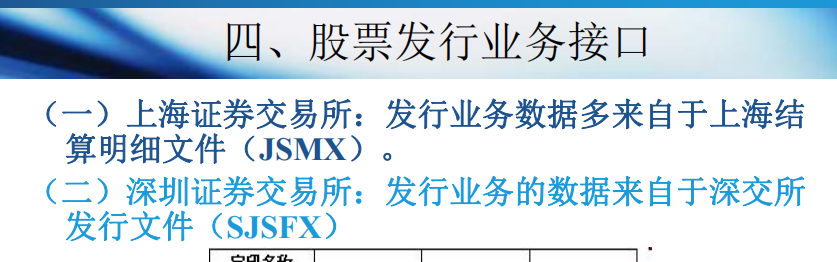 四、股票发行业务接口
（一）上海证券交易所：发行业务数据多来自于上海结
算明细文件（JSMX）。
（二）深圳证券交易所：发行业务的数据来自于深交所
发行文件（SJSFX）